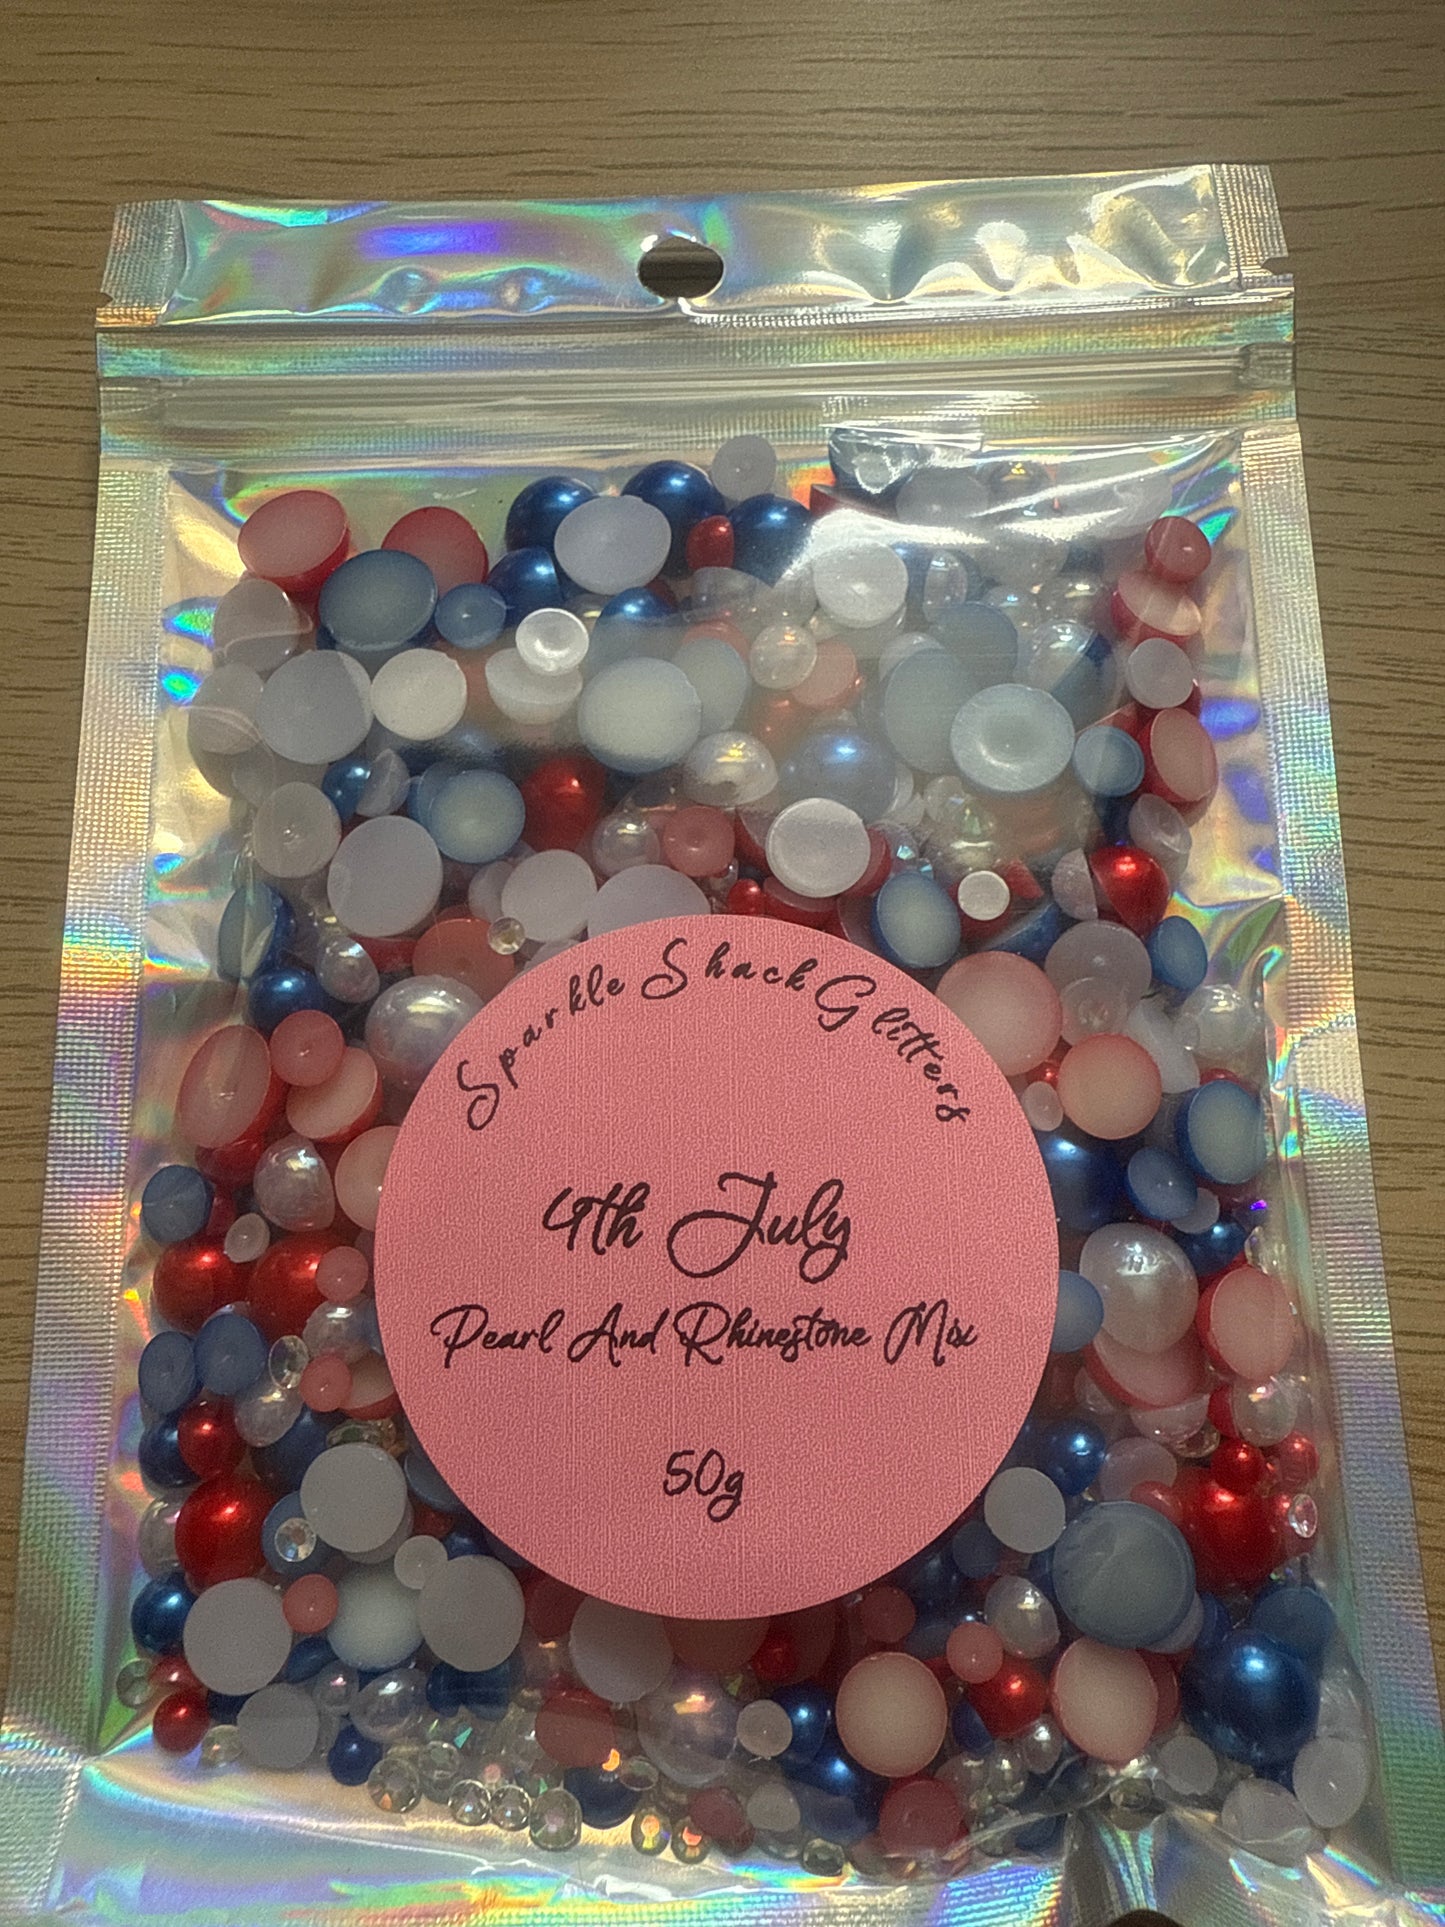 Sparkle Shack Glitters
4th July
Pearl And Rhinestone Mix
50g